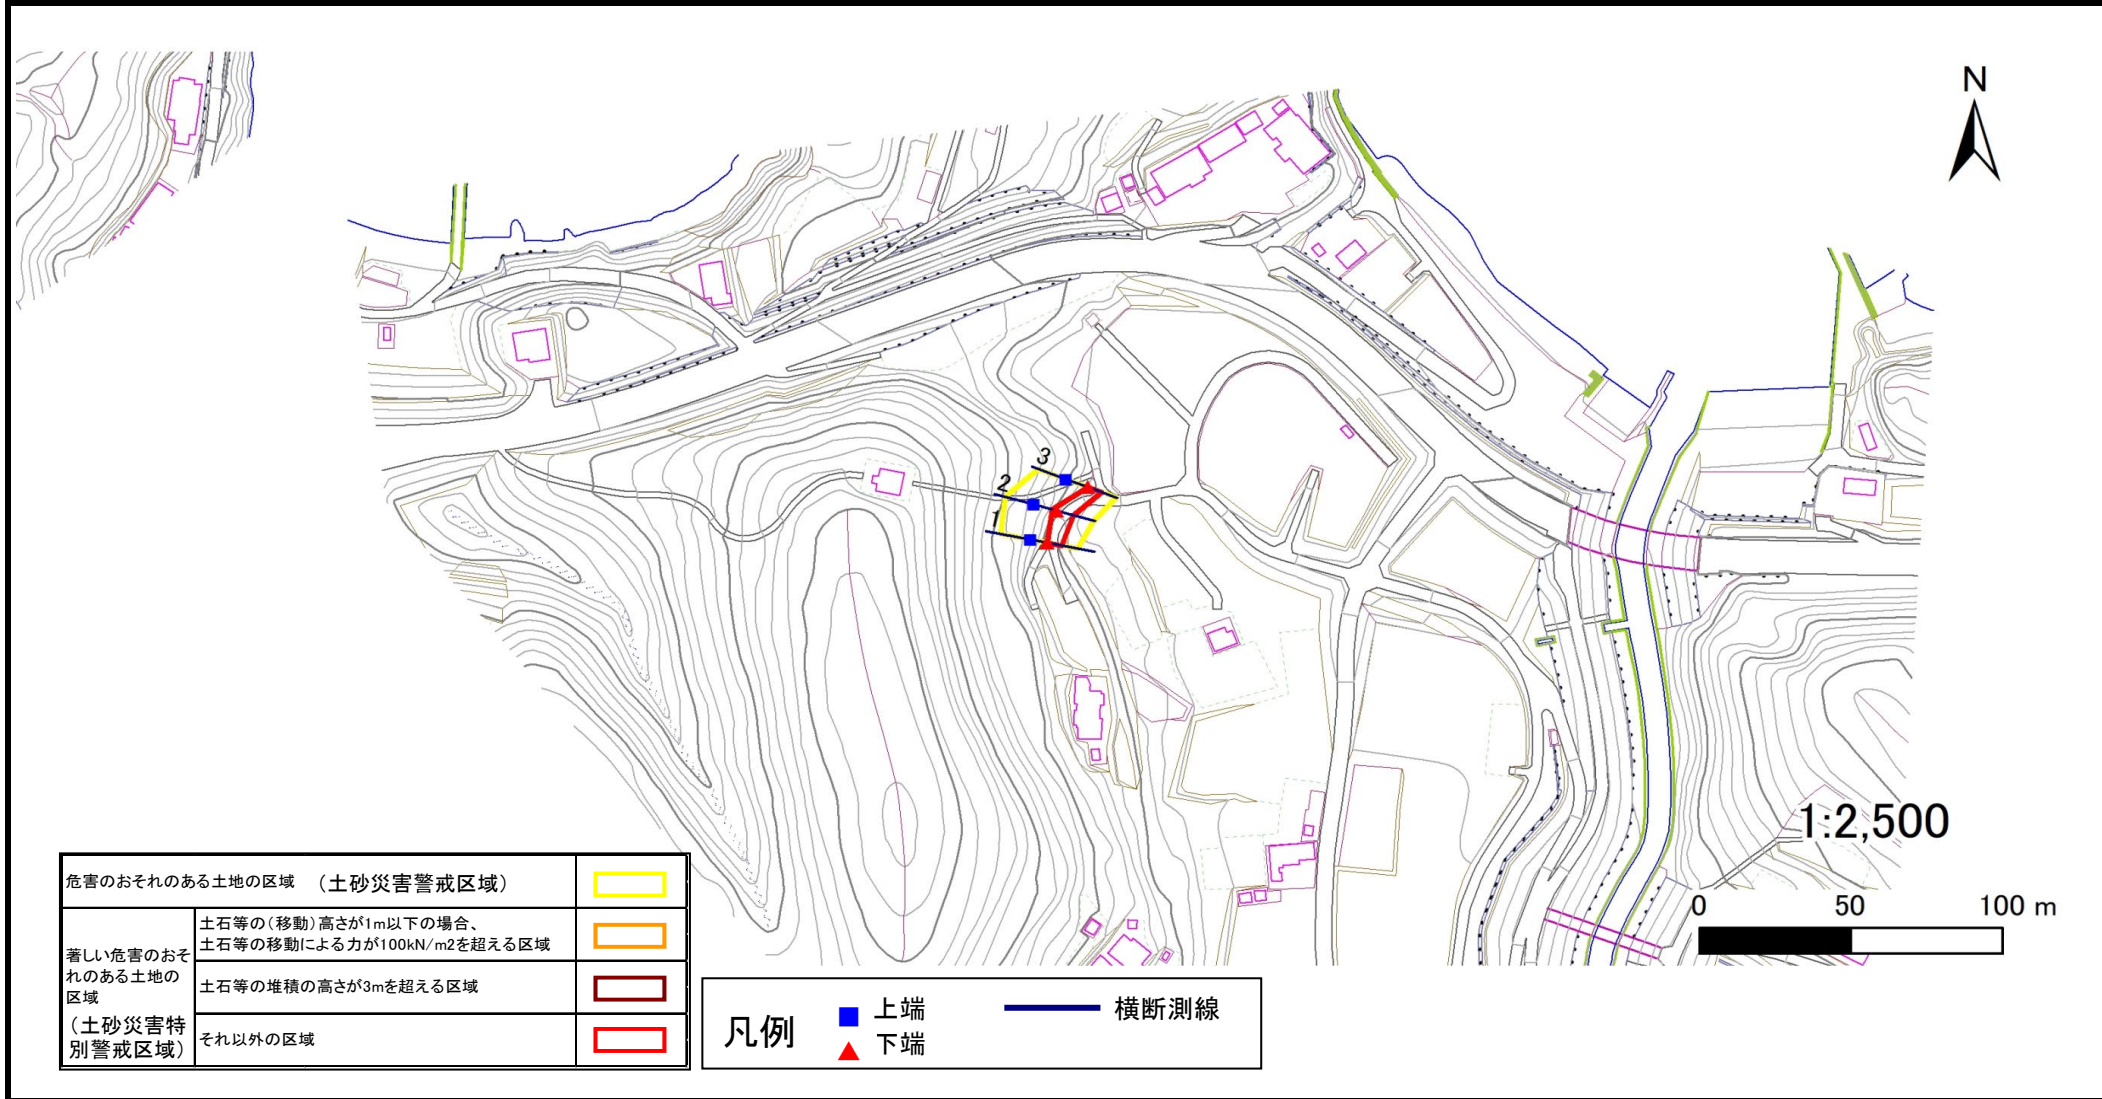 N
3
2
1
1:2,500
0 50 100 m
危害のおそれのある土地の区域 (土砂災害警戒区域)
著しい危害のおそ
れのある土地の
区域
(土砂災害特
別警戒区域)
土石等の(移動)高さが1m以下の場合、
土石等の移動による力が100kN/m2を超える区域
土石等の堆積の高さが3mを超える区域
それ以外の区域
凡例
上端
下端
横断測線